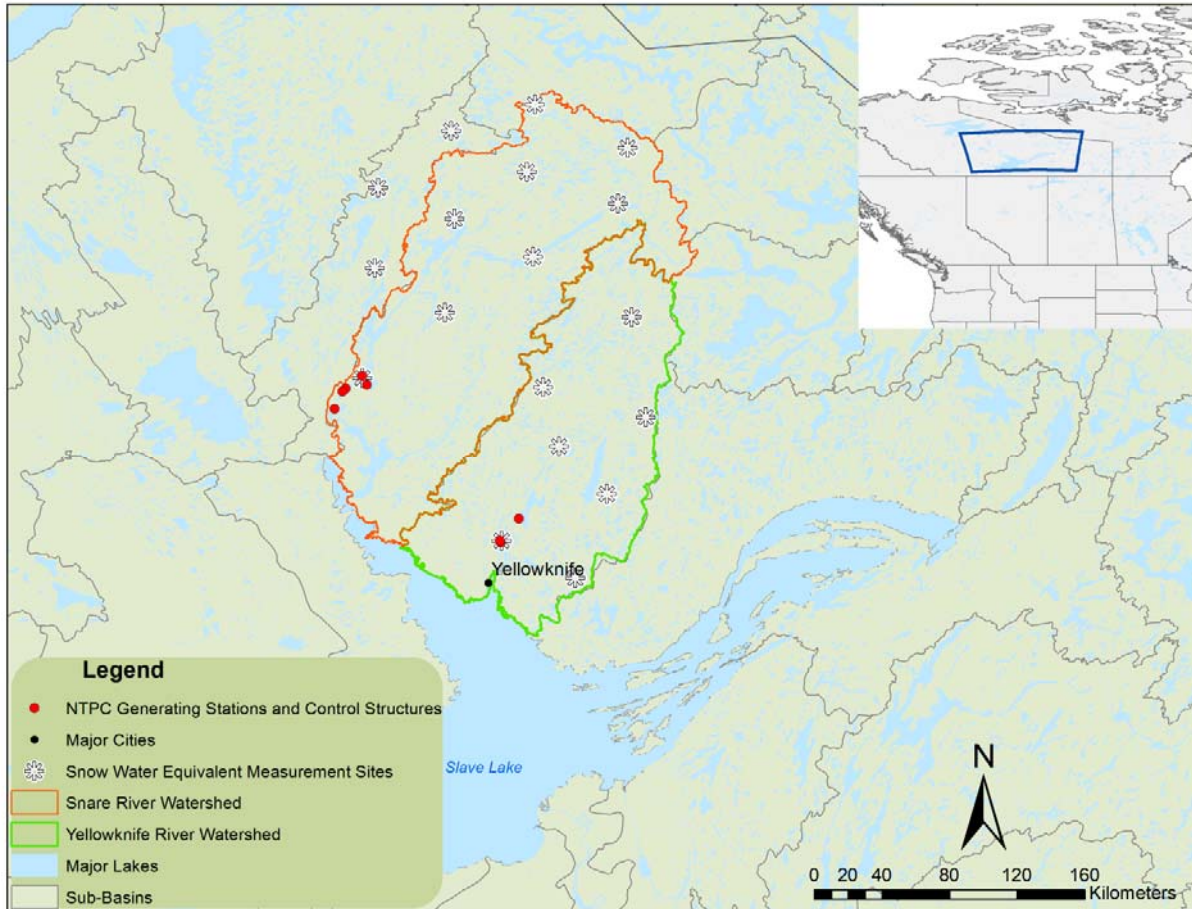 Yellowknife
Slave Lake
Legend
NTPC Generating Stations and Control Structures
Major Cities
Snow Water Equivalent Measurement Sites
Snare River Watershed
Yellowknife River Watershed
Major Lakes
Sub-Basins
N
0 20 40 80 120 160
Kilometers